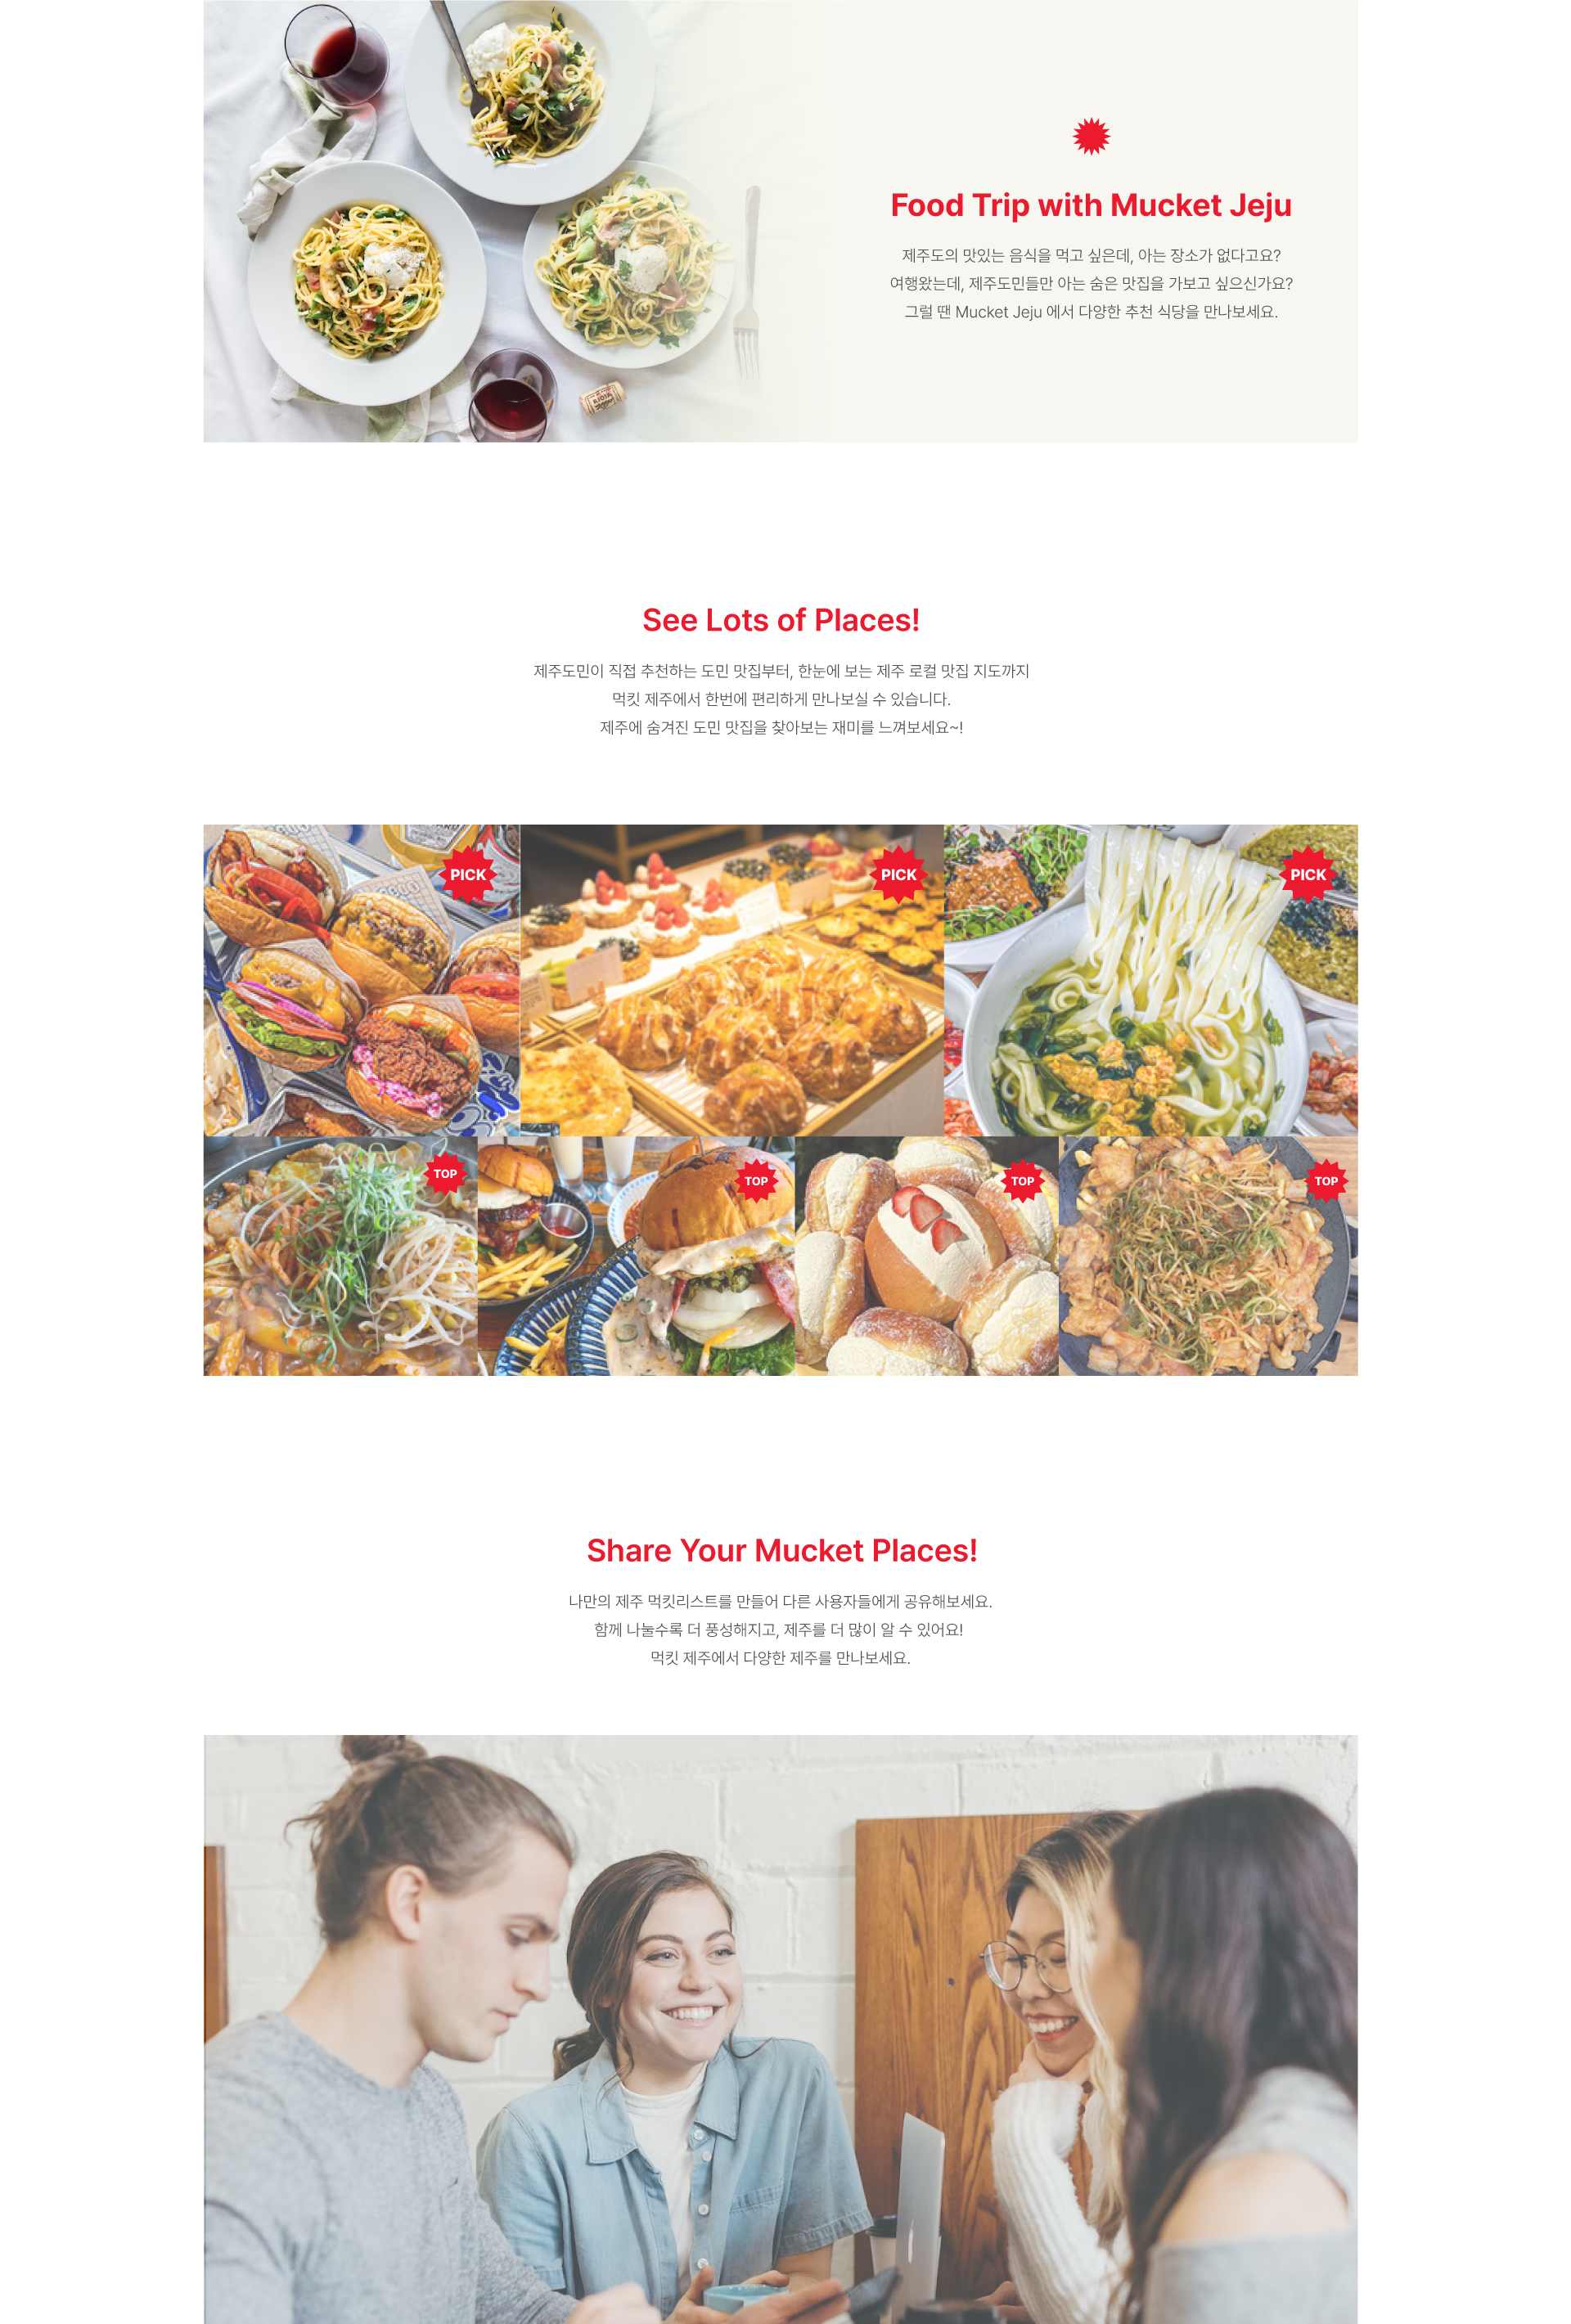 Food Trip with Mucket Jeju
제주도의 맛있는 음식을 먹고 싶은데, 아는 장소가 없다고요?
여행왔는데, 제주도민들만 아는 숨은 맛집을 가보고 싶으신가요?
그럴 땐 Mucket Jeju 에서 다양한 추천 식당을 만나보세요.
See Lots of Places!
제주도민이 직접 추천하는 도민 맛집부터, 한눈에 보는 제주 로컬 맛집 지도까지
먹킷 제주에서 한번에 편리하게 만나보실 수 있습니다.
제주에 숨겨진 도민 맛집을 찾아보는 재미를 느껴보세요~!
PICK
PICK
PICK
TOP
TOP
TOP
TOP
Share Your Mucket Places!
나만의 제주 먹킷리스트를 만들어 다른 사용자들에게 공유해보세요.
함께 나눌수록 더 풍성해지고, 제주를 더 많이 알 수 있어요!
먹킷 제주에서 다양한 제주를 만나보세요.